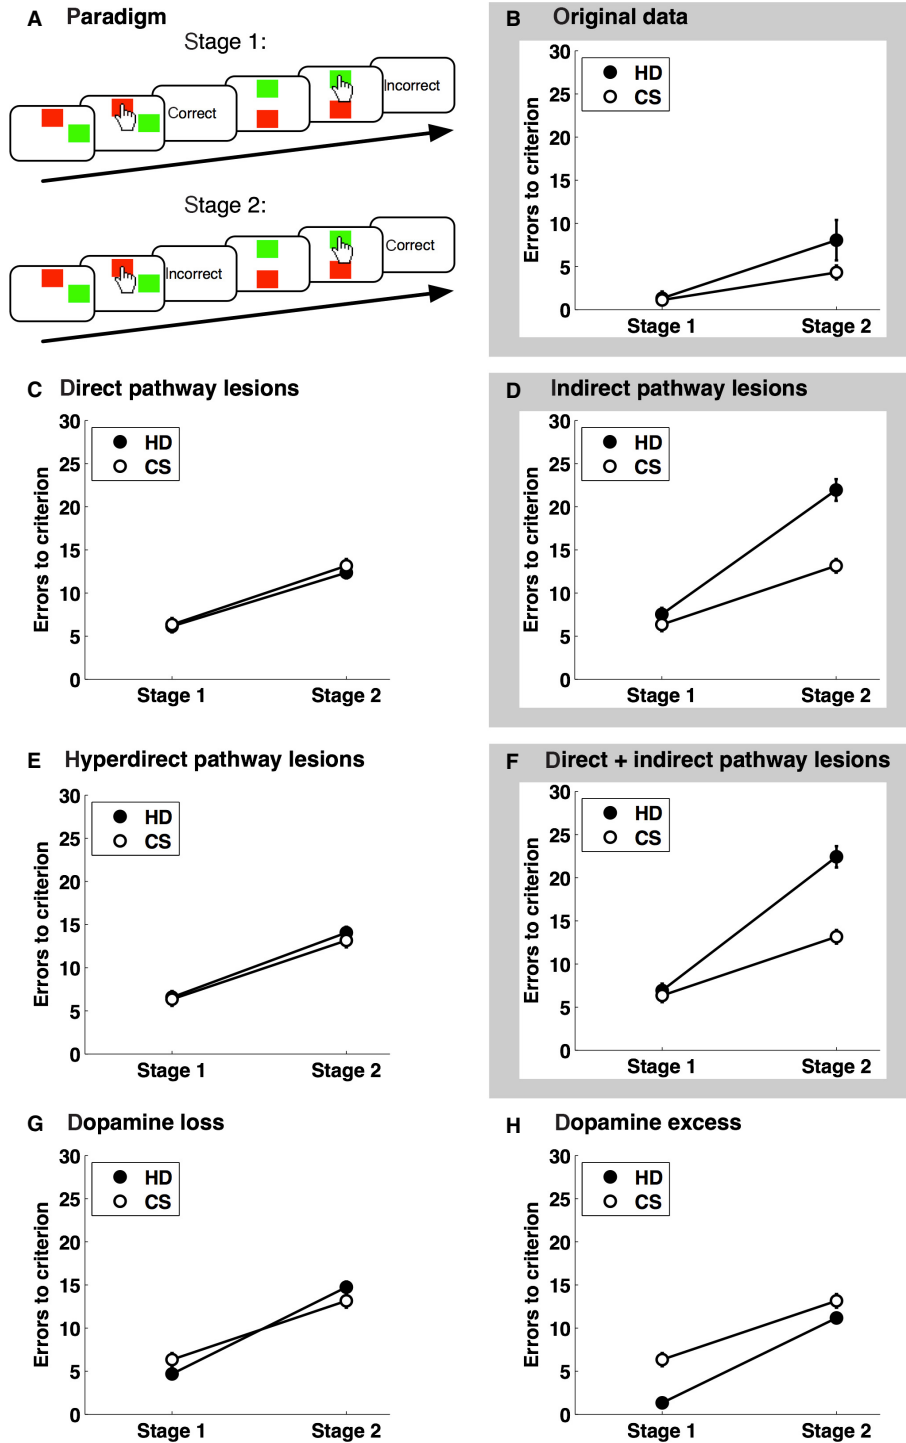 A Paradigm
Stage 1:
Correct
Incorrect
Stage 2:
Incorrect
Correct
B Original data
30
25
20
15
10
5
0
Errors to criterion
HD
CS
Stage 1 Stage 2
C Direct pathway lesions
30
25
20
15
10
5
0
Errors to criterion
HD
CS
Stage 1 Stage 2
D Indirect pathway lesions
30
25
20
15
10
5
0
Errors to criterion
HD
CS
Stage 1 Stage 2
E Hyperdirect pathway lesions
30
25
20
15
10
5
0
Errors to criterion
HD
CS
Stage 1 Stage 2
F Direct + indirect pathway lesions
30
25
20
15
10
5
0
Errors to criterion
HD
CS
Stage 1 Stage 2
G Dopamine loss
30
25
20
15
10
5
0
Errors to criterion
HD
CS
Stage 1 Stage 2
H Dopamine excess
30
25
20
15
10
5
0
Errors to criterion
HD
CS
Stage 1 Stage 2